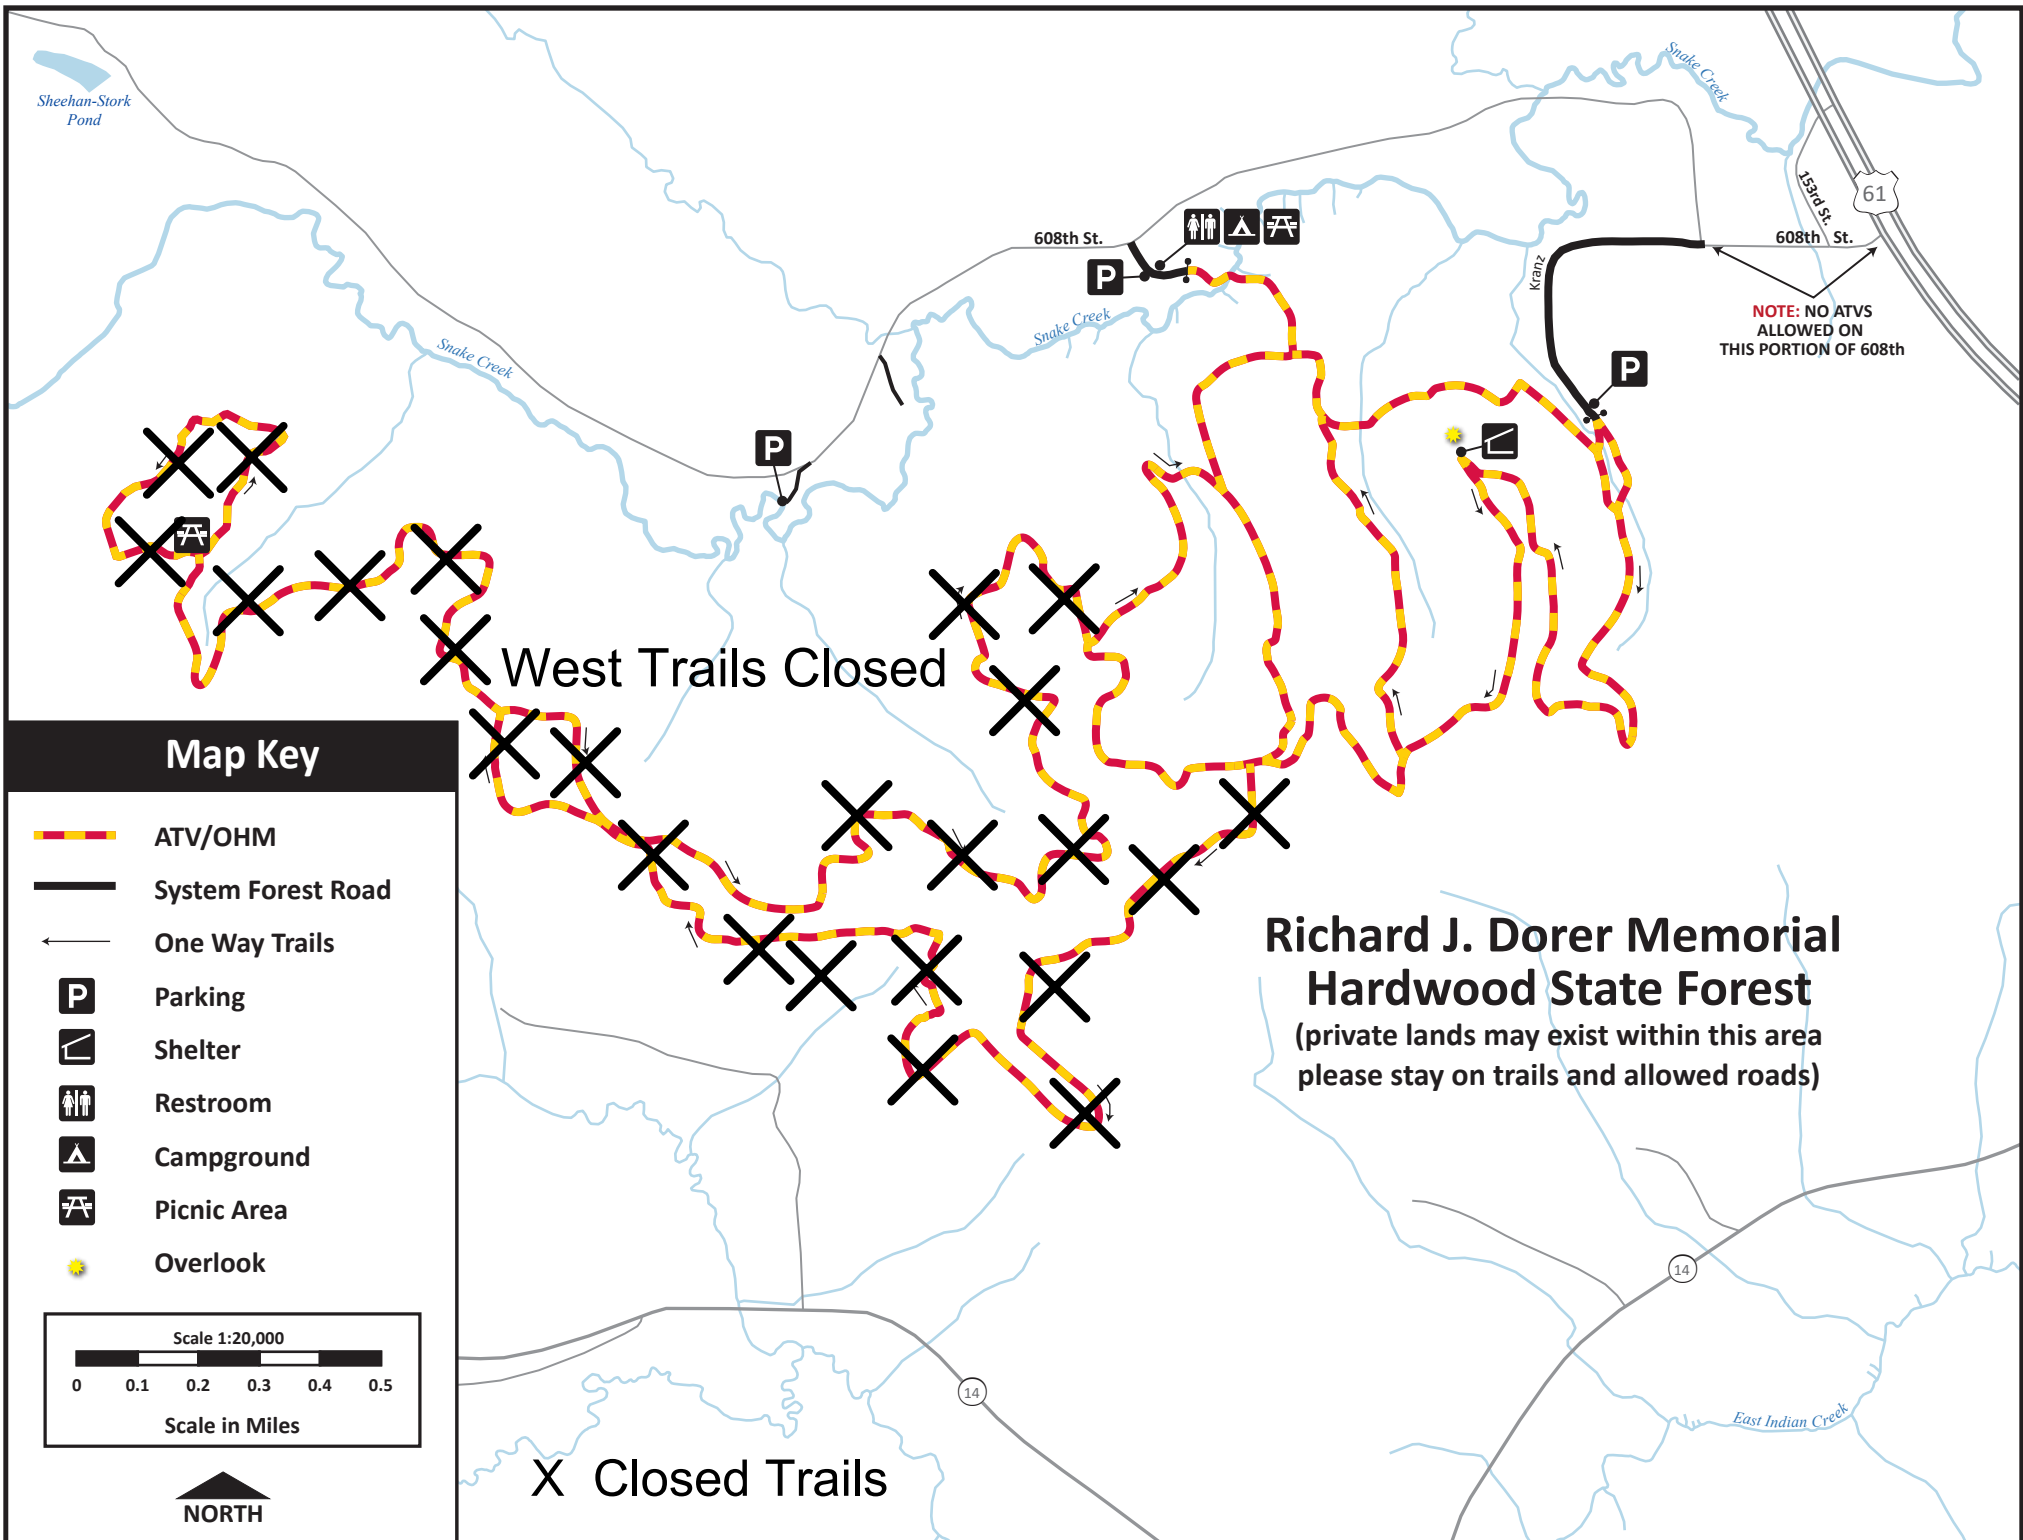 Sheehan-Stork
Pond
Snake Creek
Snake Creek
Snake Creek
608th St.
P
P
P
Kranz
153rd St.
608th St.
61
NOTE: NO ATVS
ALLOWED ON
THIS PORTION OF 608th
West Trails Closed
Richard J. Dorer Memorial
Hardwood State Forest
(private lands may exist within this area
please stay on trails and allowed roads)
Map Key
ATV/OHM
System Forest Road
One Way Trails
P Parking
Shelter
Restroom
Campground
Picnic Area
Overlook
Scale 1:20,000
0 0.1 0.2 0.3 0.4 0.5
Scale in Miles
NORTH
14
14
East Indian Creek
X Closed Trails